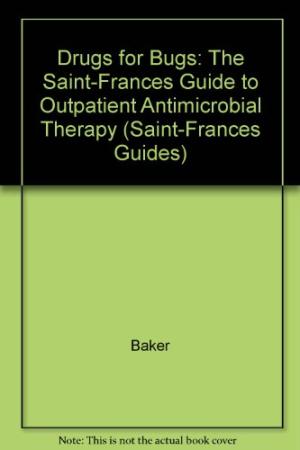 Drugs for Bugs: The
Saint-Frances Guide to
Outpatient Antimicrobial
Therapy (Saint-Frances
Guides)
Baker
Note: This is not the actual book cover